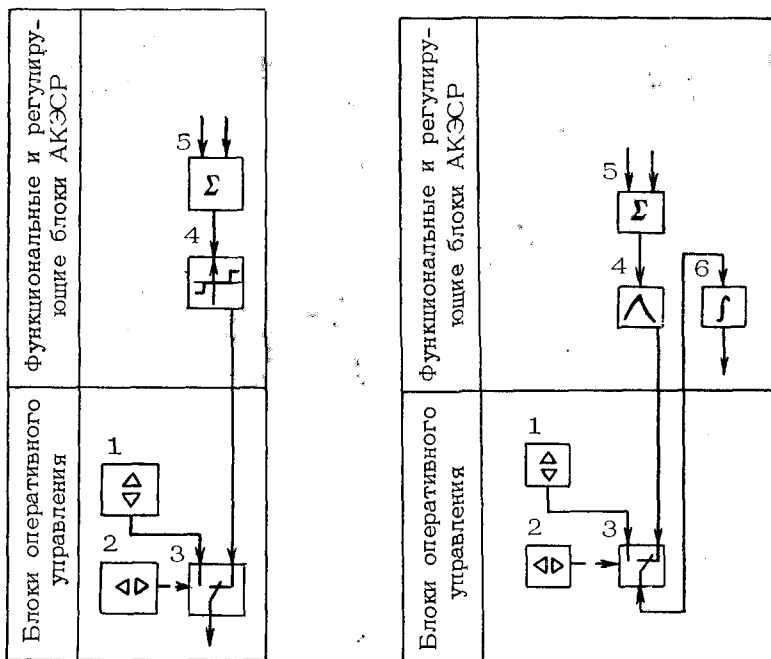 Функциональные и регулиру-
ющие блоки АКЭСР
5
Σ
4
Блоки оперативного
управления
1
2
3
Функциональные и регулиру-
ющие блоки АКЭСР
5
Σ
4
6
∫
Блоки оперативного
управления
1
2
3